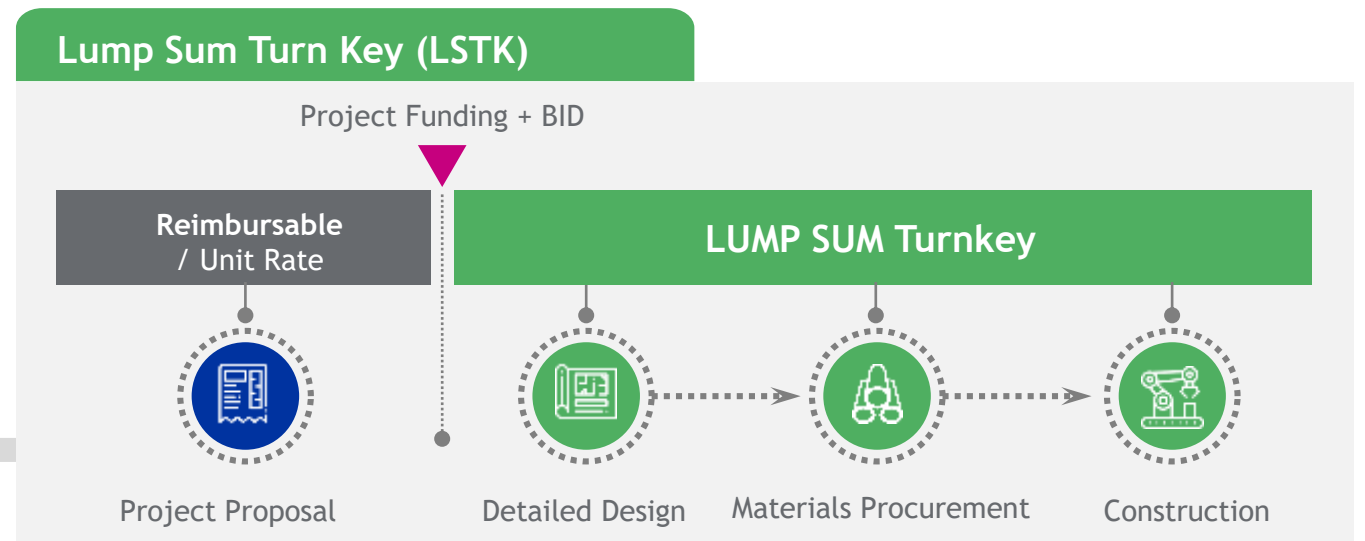 Lump Sum Turn Key (LSTK)
Project Funding + BID
Reimbursable
/ Unit Rate
LUMP SUM Turnkey
Project Proposal
Detailed Design
Materials Procurement
Construction